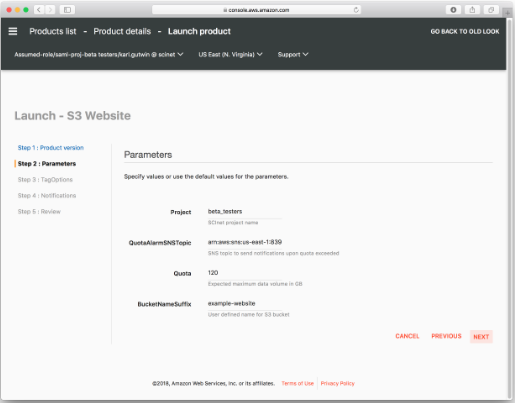 console.aws.amazon.com
Products list - Product details - Launch product
GO BACK TO OLD LOOK
Assumed-role/saml-proj-beta testers/kari.gutwin @ scinet
US East (N. Virginia)
Support
Launch - S3 Website
Step 1 : Product version
Step 2 : Parameters
Step 3 : TagOptions
Step 4 : Notifications
Step 5 : Review
Parameters
Specify values or use the default values for the parameters.
Project
beta_testers
SCInet project name
QuotaAlarmSNSTopic
arn:aws:sns:us-east-1:839
SNS topic to send notifications upon quota exceeded
Quota
120
Expected maximum data volume in GB
BucketNameSuffix
example-website
User defined name for S3 bucket
CANCEL
PREVIOUS
NEXT
©2018, Amazon Web Services, Inc. or its affiliates.
Terms of Use
Privacy Policy